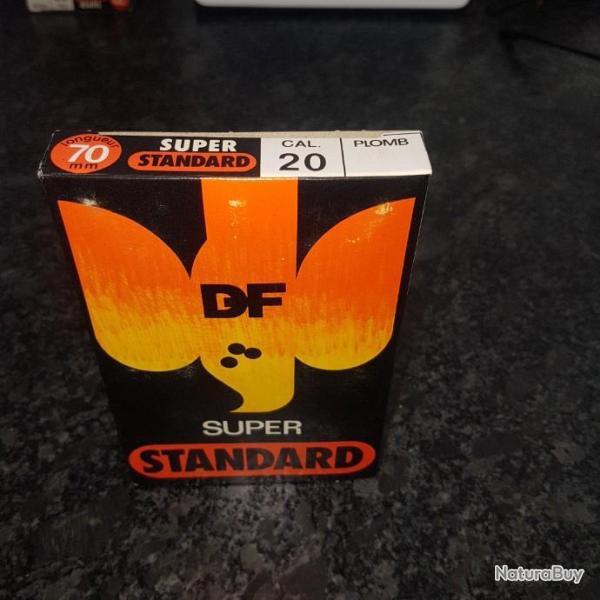 longueur
70
mm
SUPER
STANDARD
CAL.
20
PLOMB
DF
SUPER
STANDARD
NaturaBuy